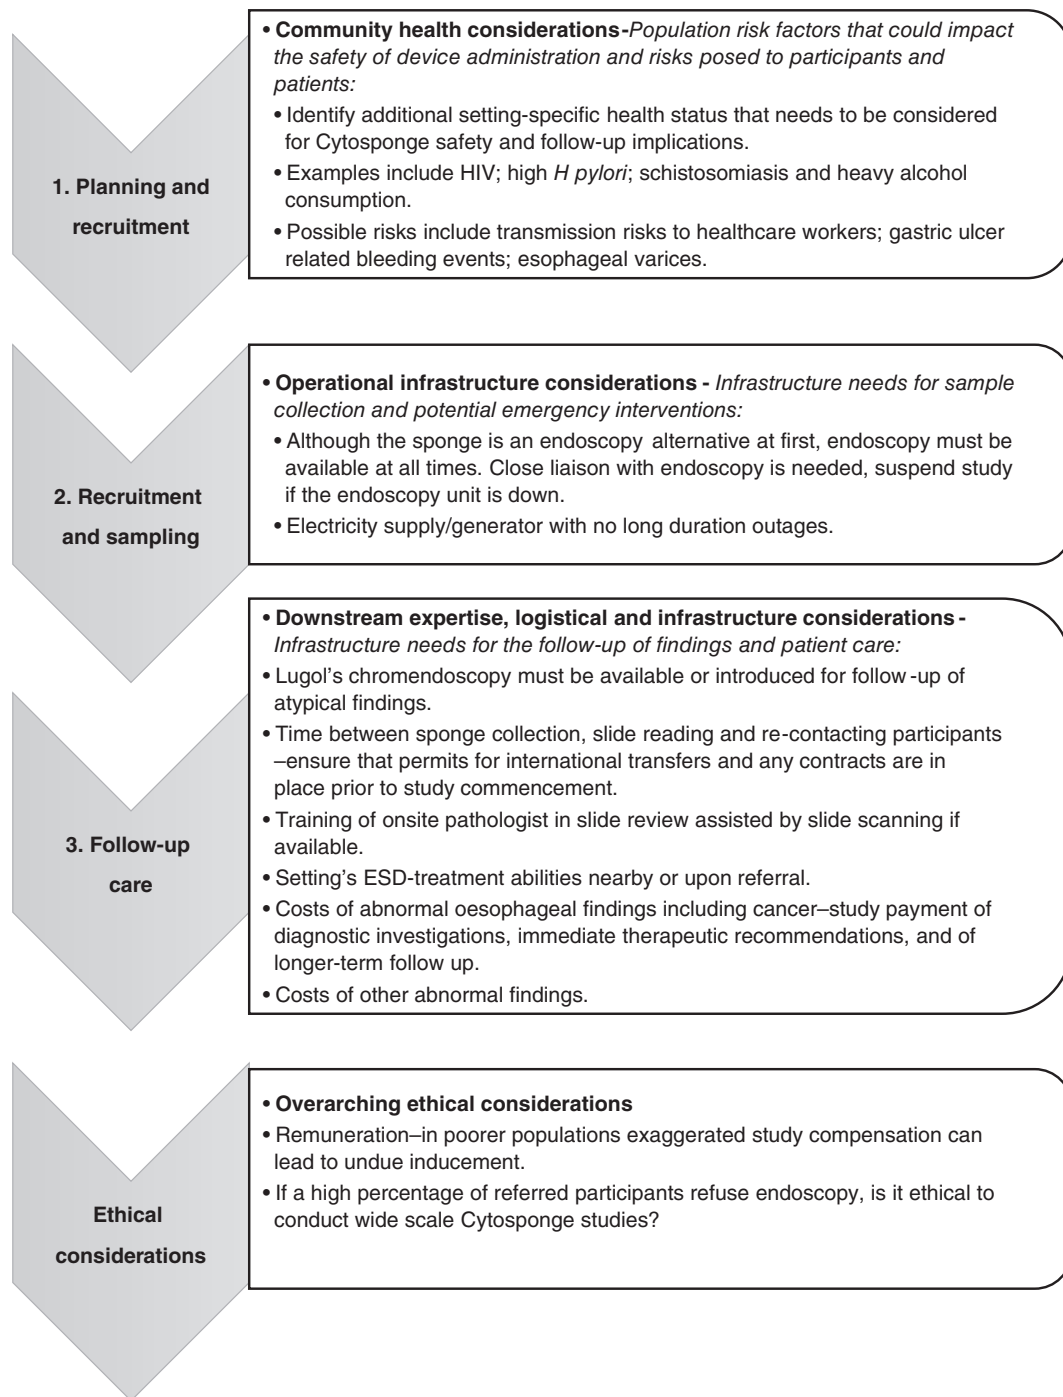 1. Planning and
recruitment
• Community health considerations-Population risk factors that could impact
the safety of device administration and risks posed to participants and
patients:
• Identify additional setting-specific health status that needs to be considered
for Cytosponge safety and follow-up implications.
• Examples include HIV; high H pylori; schistosomiasis and heavy alcohol
consumption.
• Possible risks include transmission risks to healthcare workers; gastric ulcer
related bleeding events; esophageal varices.
2. Recruitment
and sampling
• Operational infrastructure considerations - Infrastructure needs for sample
collection and potential emergency interventions:
• Although the sponge is an endoscopy alternative at first, endoscopy must be
available at all times. Close liaison with endoscopy is needed, suspend study
if the endoscopy unit is down.
• Electricity supply/generator with no long duration outages.
3. Follow-up
care
• Downstream expertise, logistical and infrastructure considerations -
Infrastructure needs for the follow-up of findings and patient care:
• Lugol’s chromendoscopy must be available or introduced for follow-up of
atypical findings.
• Time between sponge collection, slide reading and re-contacting participants
–ensure that permits for international transfers and any contracts are in
place prior to study commencement.
• Training of onsite pathologist in slide review assisted by slide scanning if
available.
• Setting’s ESD-treatment abilities nearby or upon referral.
• Costs of abnormal oesophageal findings including cancer–study payment of
diagnostic investigations, immediate therapeutic recommendations, and of
longer-term follow up.
• Costs of other abnormal findings.
Ethical
considerations
• Overarching ethical considerations
• Remuneration–in poorer populations exaggerated study compensation can
lead to undue inducement.
• If a high percentage of referred participants refuse endoscopy, is it ethical to
conduct wide scale Cytosponge studies?